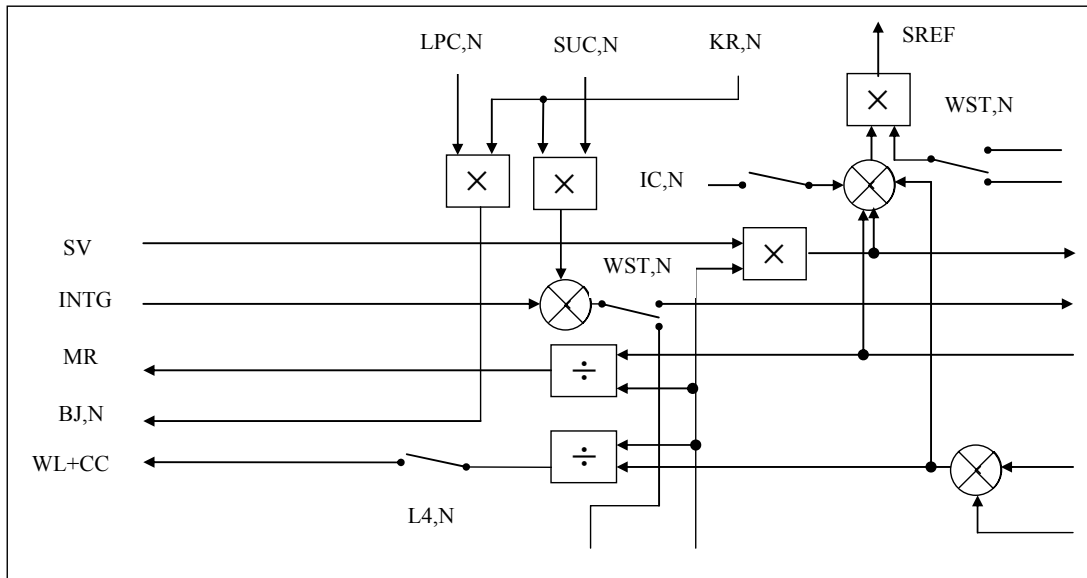 SREF
LPC,N
SUC,N
KR,N
WST,N
×
×
×
IC,N
SV
×
WST,N
INTG
MR
÷
BJ,N
WL+CC
÷
L4,N